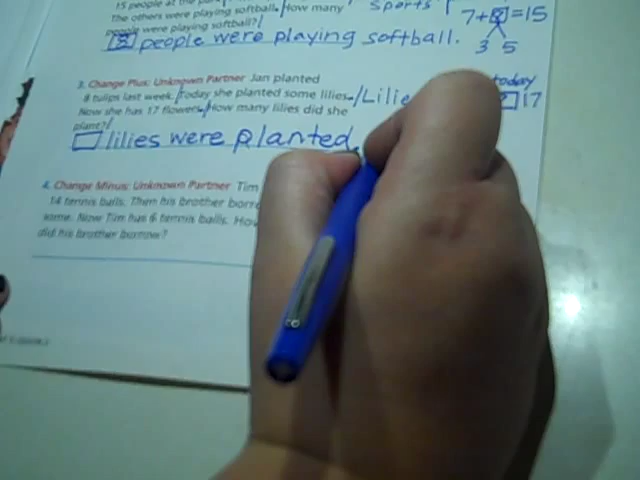 15 people at the park
The others were playing softball./How many
people were playing softball?/
people were playing softball.
sports
7+8=15
3 5
3. Change Plus: Unknown Partner Jan planted
8 tulips last week./Today she planted some lilies./
Now she has 17 flowers./How many lilies did she
plant?/
Lilie
today
17
lilies were planted.
4. Change Minus: Unknown Partner Tim
14 tennis balls. Then his brother borro
some. Now Tim has 6 tennis balls. How
did his brother borrow?